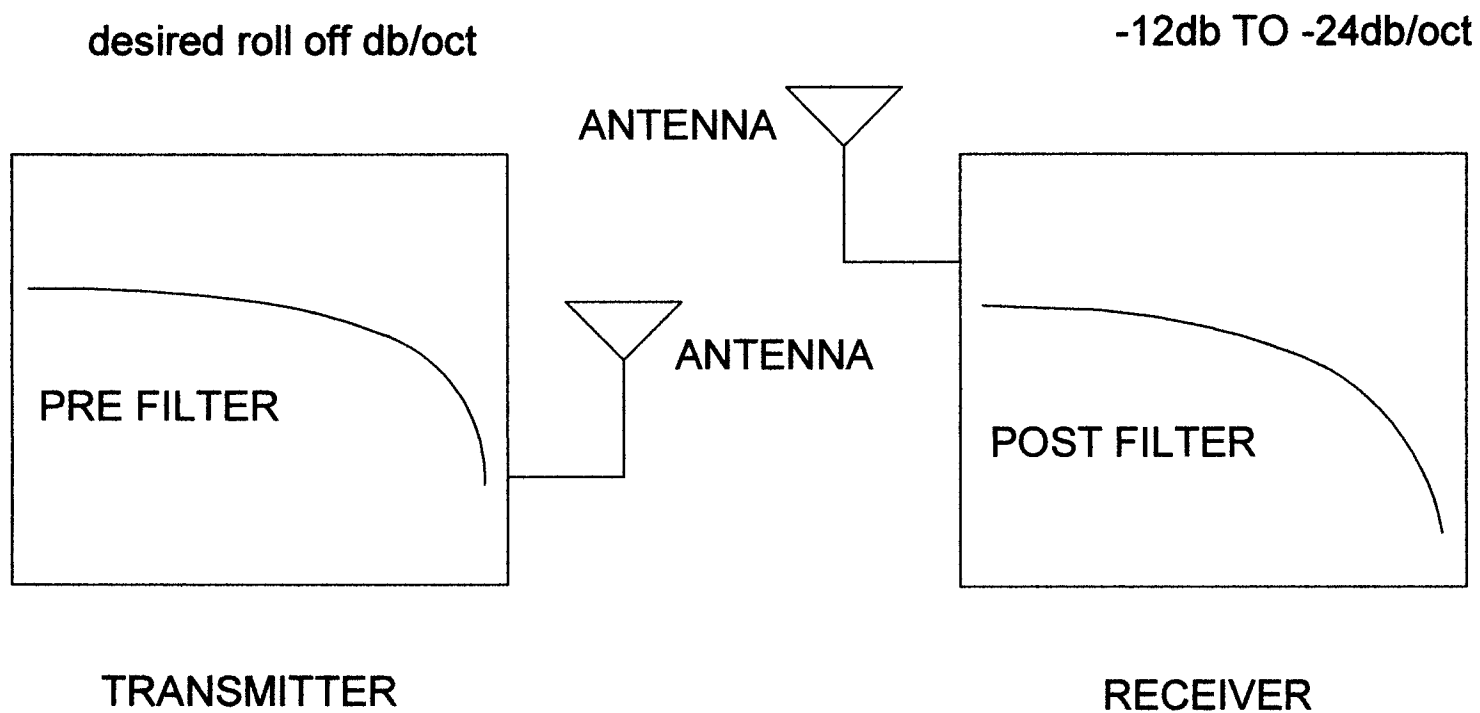 desired roll off db/oct
-12db TO -24db/oct
ANTENNA
ANTENNA
PRE FILTER
POST FILTER
TRANSMITTER
RECEIVER